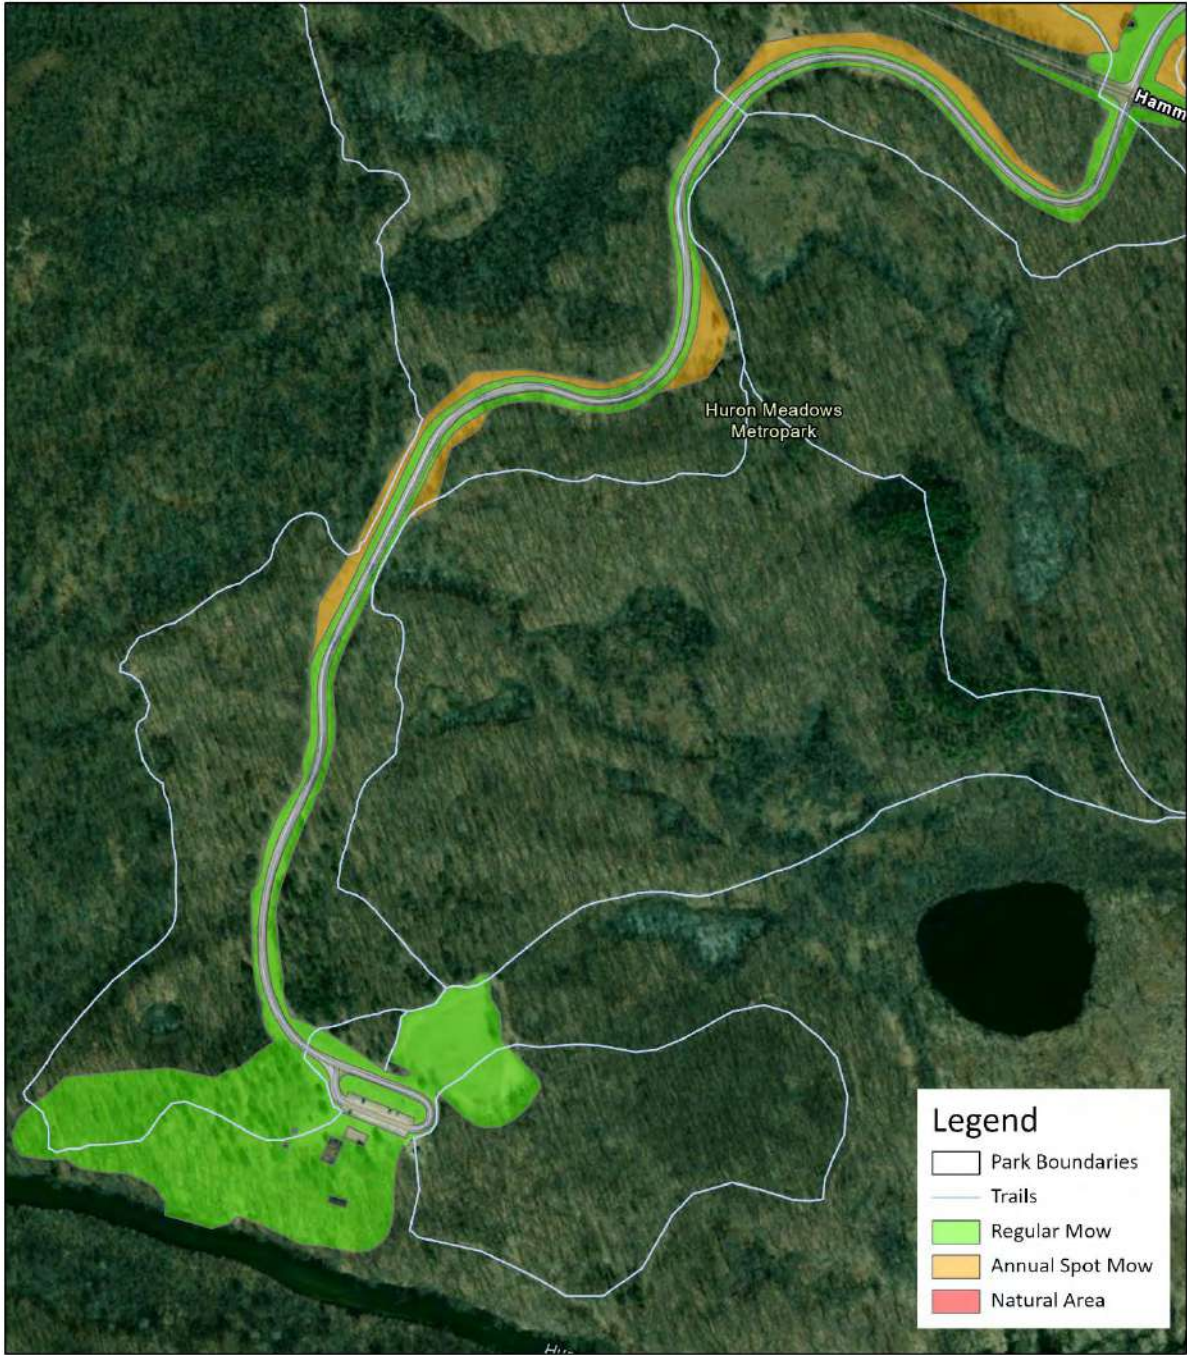 Hamm
Huron Meadows
Metropark
Legend
Park Boundaries
Trails
Regular Mow
Annual Spot Mow
Natural Area